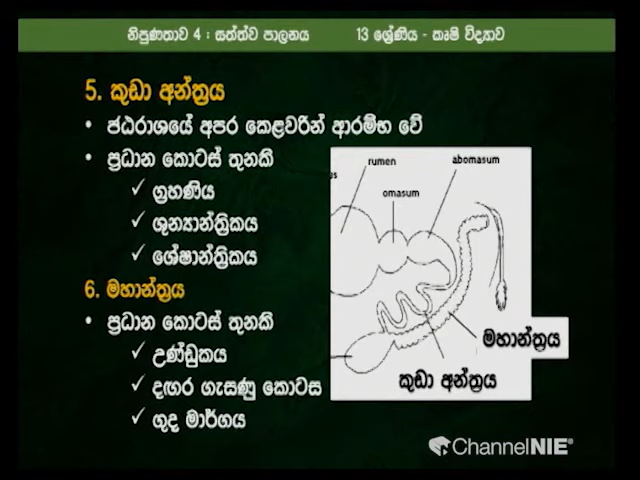 නිපුණතාව 4 : සත්ත්ව පාලනය 13 ශ්‍රේණිය - කෘෂි විද්‍යාව
5. කුඩා අන්ත්‍රය
• ජඨරාශයේ අපර කෙළවරින් ආරම්භ වේ
• ප්‍රධාන කොටස් තුනකි
✓ ග්‍රහණිය
✓ ශුන්‍යාන්ත්‍රිකය
✓ ශේෂාන්ත්‍රිකය
6. මහාන්ත්‍රය
• ප්‍රධාන කොටස් තුනකි
✓ උණ්ඩුකය
✓ දඟර ගැසුණු කොටස
✓ ගුද මාර්ගය
rumen
abomasum
us
omasum
මහාන්ත්‍රය
කුඩා අන්ත්‍රය
ChannelNIE